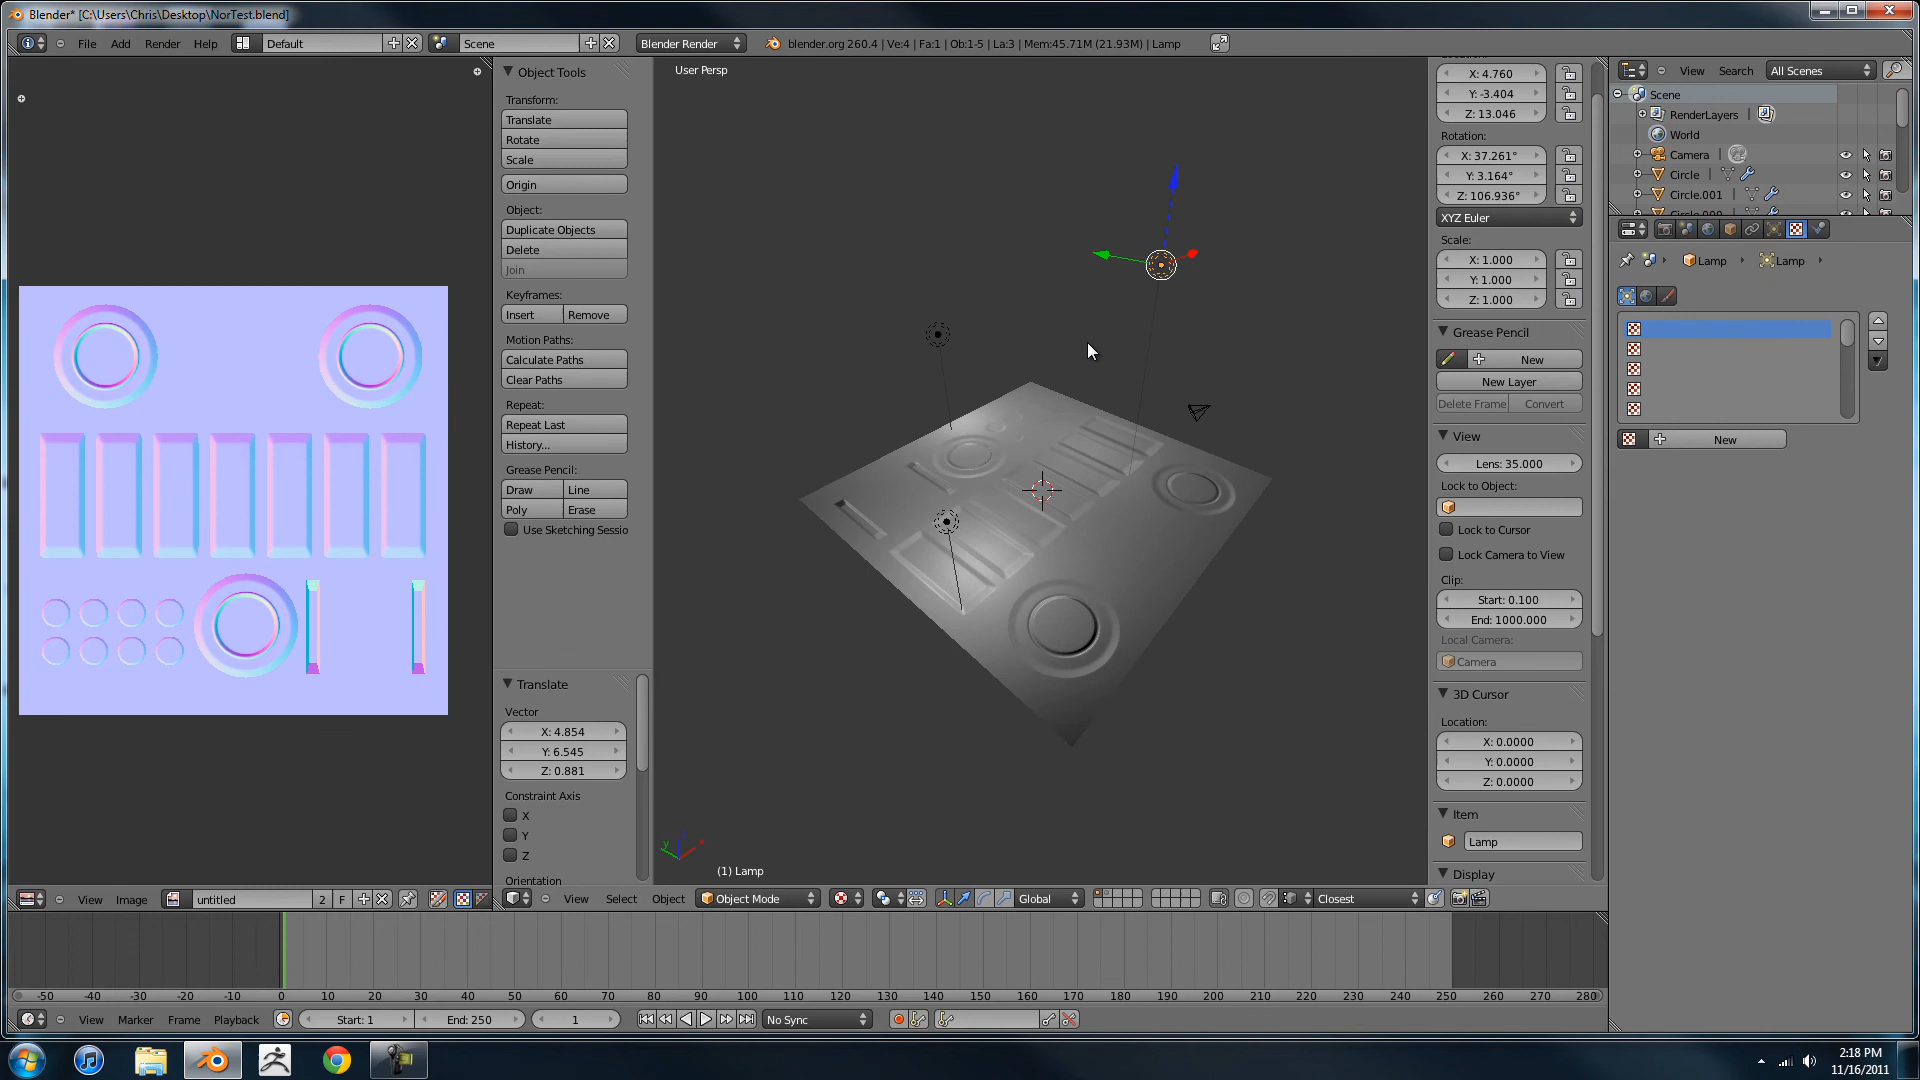 Blender* [C:\Users\Chris\Desktop\NorTest.blend]
File Add Render Help Default Scene Blender Render blender.org 260.4 | Ve:4 | Fa:1 | Ob:1-5 | La:3 | Mem:45.71M (21.93M) | Lamp
Object Tools
Transform:
Translate
Rotate
Scale
Origin
Object:
Duplicate Objects
Delete
Join
Keyframes:
Insert Remove
Motion Paths:
Calculate Paths
Clear Paths
Repeat:
Repeat Last
History...
Grease Pencil:
Draw Line
Poly Erase
Use Sketching Sessio
Translate
Vector
X: 4.854
Y: 6.545
Z: 0.881
Constraint Axis
X
Y
Z
Orientation
User Persp
(1) Lamp
X: 4.760
Y: -3.404
Z: 13.046
Rotation:
X: 37.261°
Y: 3.164°
Z: 106.936°
XYZ Euler
Scale:
X: 1.000
Y: 1.000
Z: 1.000
Grease Pencil
New
New Layer
Delete Frame Convert
View
Lens: 35.000
Lock to Object:
Lock to Cursor
Lock Camera to View
Clip:
Start: 0.100
End: 1000.000
Local Camera:
Camera
3D Cursor
Location:
X: 0.0000
Y: 0.0000
Z: 0.0000
Item
Lamp
Display
View Search All Scenes
Scene
RenderLayers
World
Camera
Circle
Circle.001
Lamp Lamp
New
View Image untitled 2 F
View Select Object Object Mode Global Closest
-50 -40 -30 -20 -10 0 10 20 30 40 50 60 70 80 90 100 110 120 130 140 150 160 170 180 190 200 210 220 230 240 250 260 270 280
View Marker Frame Playback Start: 1 End: 250 1 No Sync
2:18 PM
11/16/2011